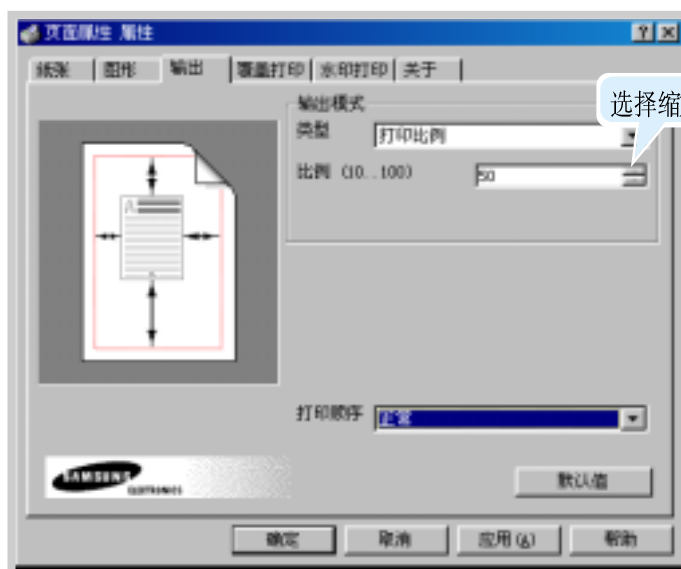 页面属性 属性
纸张 图形 输出 覆盖打印 水印打印 关于
选择缩
输出模式
类型 打印比例
比例 (10..100) 50
打印顺序 正常
SAMSUNG
ELECTRONICS
默认值
确定 取消 应用(A) 帮助